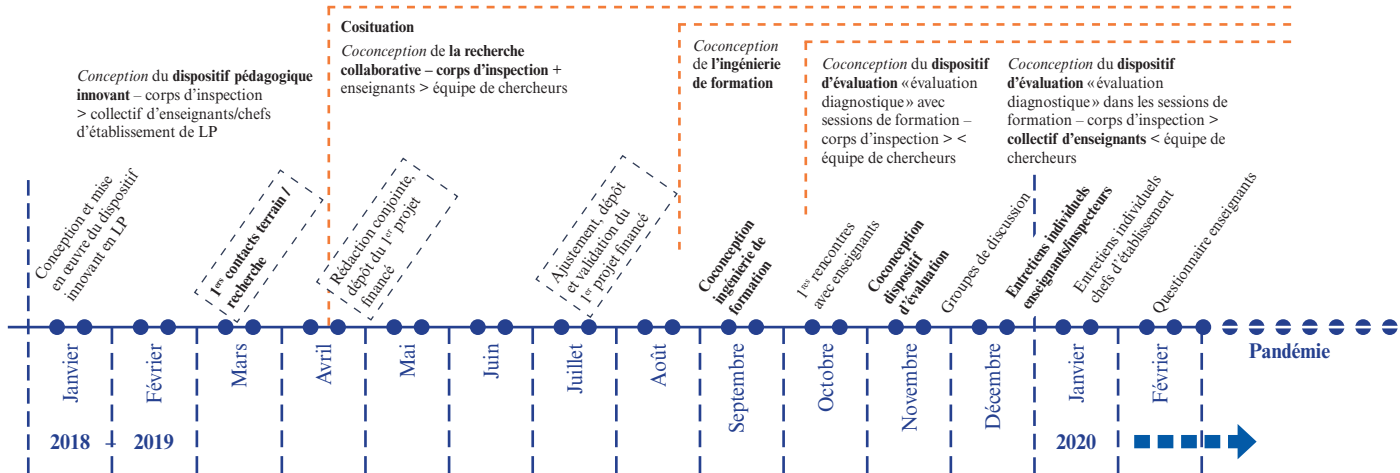 Conception du dispositif pédagogique
innovant – corps d'inspection
> collectif d'enseignants/chefs
d'établissement de LP
Cosituation
Coconception de la recherche
collaborative – corps d'inspection +
enseignants > équipe de chercheurs
Coconception
de l'ingénierie
de formation
Coconception du dispositif
d'évaluation « évaluation
diagnostique » avec
sessions de formation –
corps d'inspection > <
équipe de chercheurs
Coconception du dispositif
d'évaluation « évaluation
diagnostique » dans les sessions de
formation – corps d'inspection >
collectif d'enseignants < équipe de
chercheurs
Conception et mise
en œuvre du dispositif
innovant en LP
1ers contacts terrain /
recherche
Rédaction conjointe,
dépôt du 1er projet
financé
Ajustement, dépôt
et validation du
1er projet financé
Coconception
ingénierie de
formation
1res rencontres
avec enseignants
Coconception
dispositif
d'évaluation
Groupes de discussion
Entretiens individuels
enseignants/inspecteurs
Entretiens individuels
chefs d'établissement
Questionnaire enseignants
Janvier
Février
Mars
Avril
Mai
Juin
Juillet
Août
Septembre
Octobre
Novembre
Décembre
Janvier
Février
Pandémie
2018 – 2019
2020